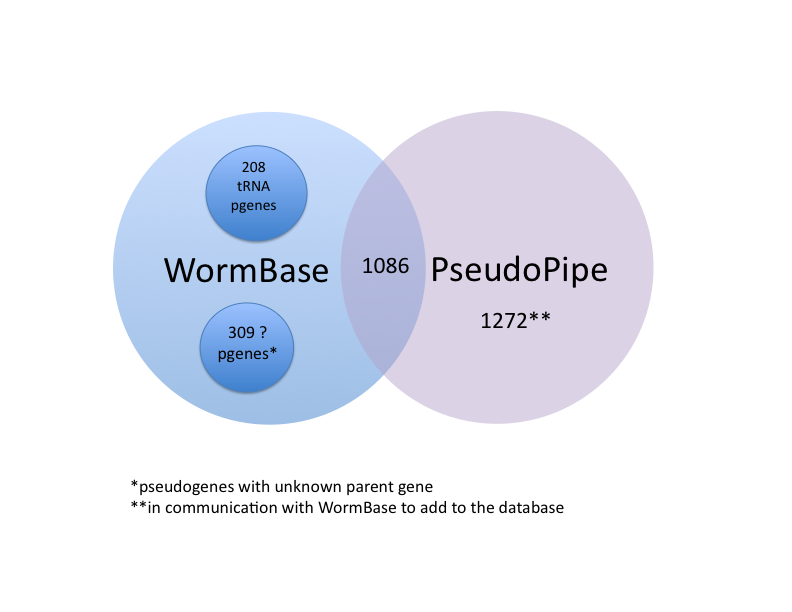 208
tRNA
pgenes
WormBase
1086
PseudoPipe
1272**
309 ?
pgenes*
*pseudogenes with unknown parent gene
**in communication with WormBase to add to the database